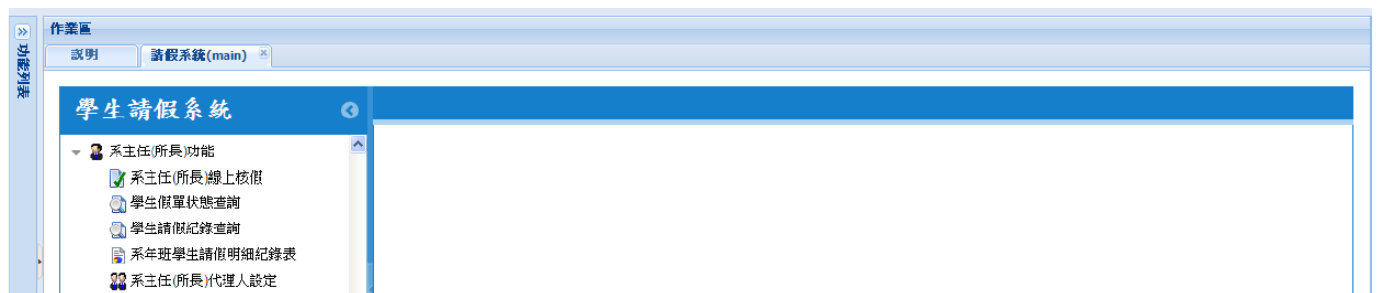 作業區
功能列表
説明
請假系統(main)
學生請假系統
系主任(所長)功能
系主任(所長)線上核假
學生假單狀態查詢
學生請假紀錄查詢
系年班學生請假明細紀錄表
系主任(所長)代理人設定